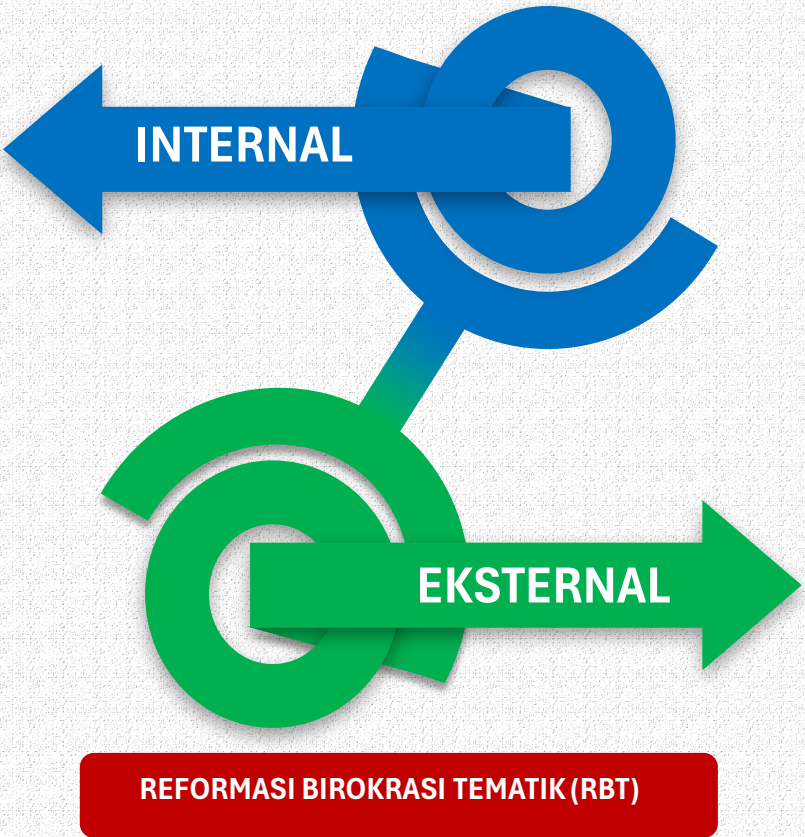 INTERNAL
EKSTERNAL
REFORMASI BIROKRASI TEMATIK (RBT)